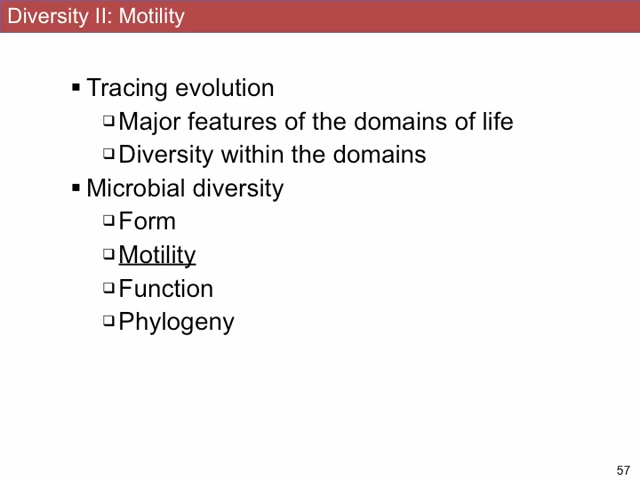 Diversity II: Motility
▪ Tracing evolution
❑ Major features of the domains of life
❑ Diversity within the domains
▪ Microbial diversity
❑ Form
❑ Motility
❑ Function
❑ Phylogeny
57